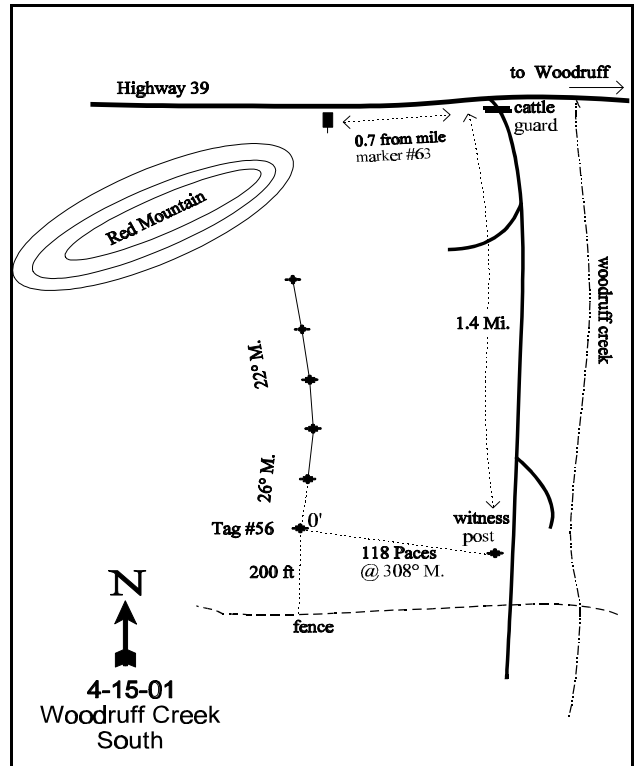 to Woodruff
Highway 39
cattle
guard
0.7 from mile
marker #63
Red Mountain
woodruff creek
1.4 Mi.
22° M.
26° M.
witness
post
Tag #56
0'
118 Paces
@ 308° M.
200 ft
fence
N
4-15-01
Woodruff Creek
South